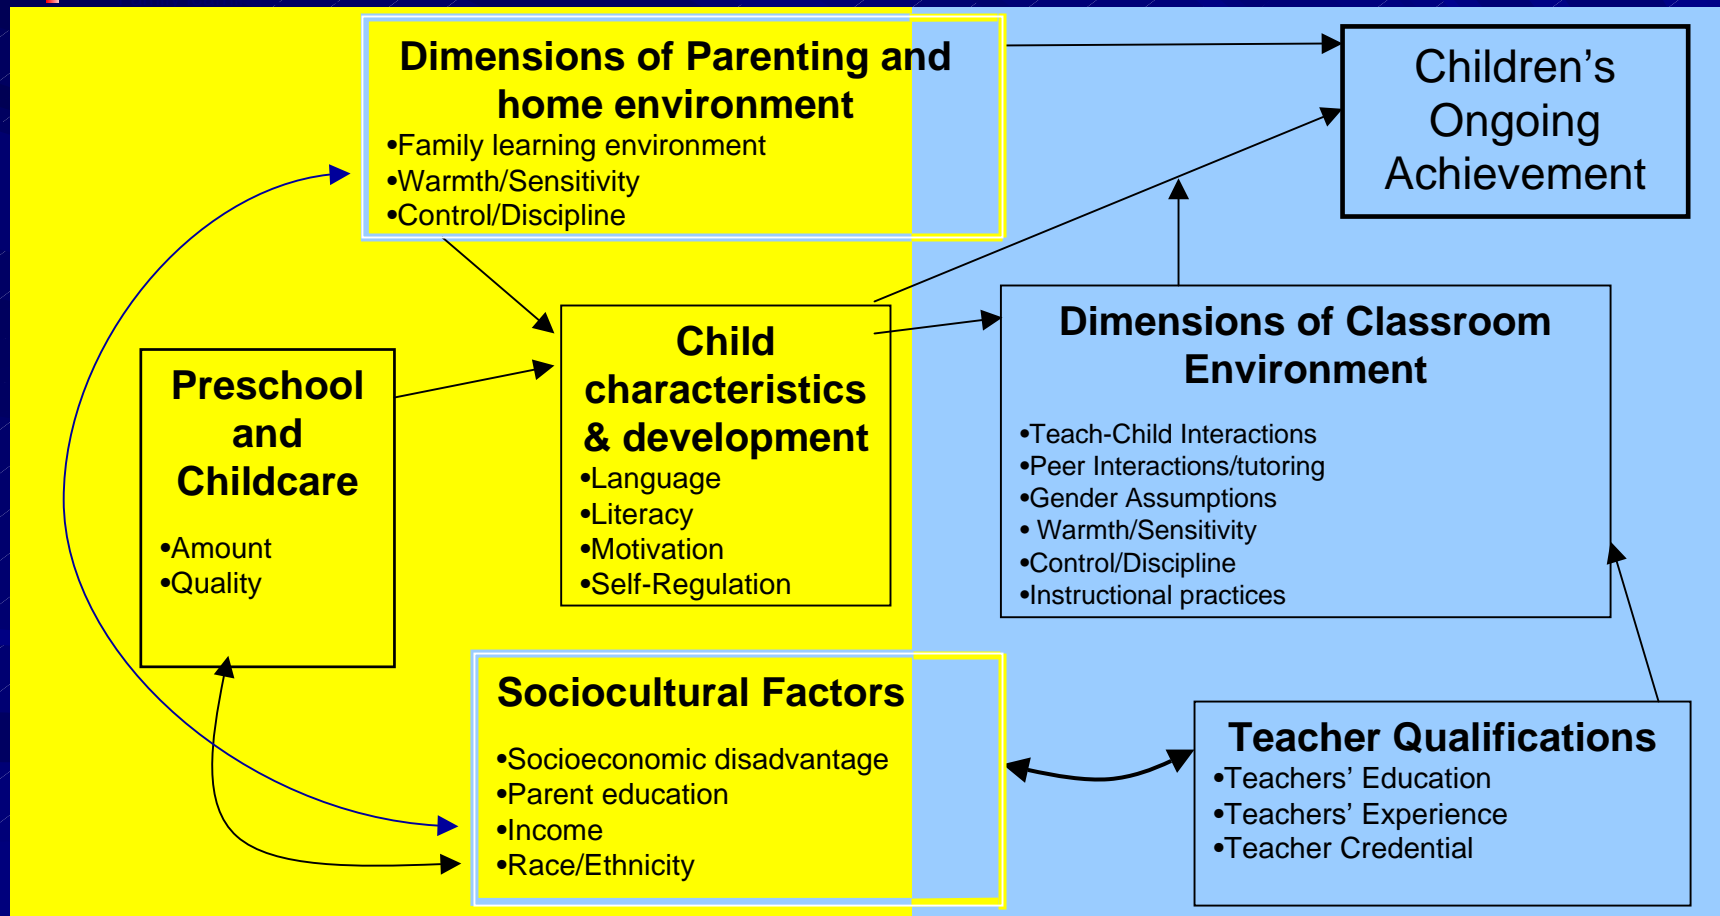 Dimensions of Parenting and
home environment
•Family learning environment
•Warmth/Sensitivity
•Control/Discipline
Children’s
Ongoing
Achievement
Preschool
and
Childcare
•Amount
•Quality
Child
characteristics
& development
•Language
•Literacy
•Motivation
•Self-Regulation
Dimensions of Classroom
Environment
•Teach-Child Interactions
•Peer Interactions/tutoring
•Gender Assumptions
• Warmth/Sensitivity
•Control/Discipline
•Instructional practices
Sociocultural Factors
•Socioeconomic disadvantage
•Parent education
•Income
•Race/Ethnicity
Teacher Qualifications
•Teachers’ Education
•Teachers’ Experience
•Teacher Credential